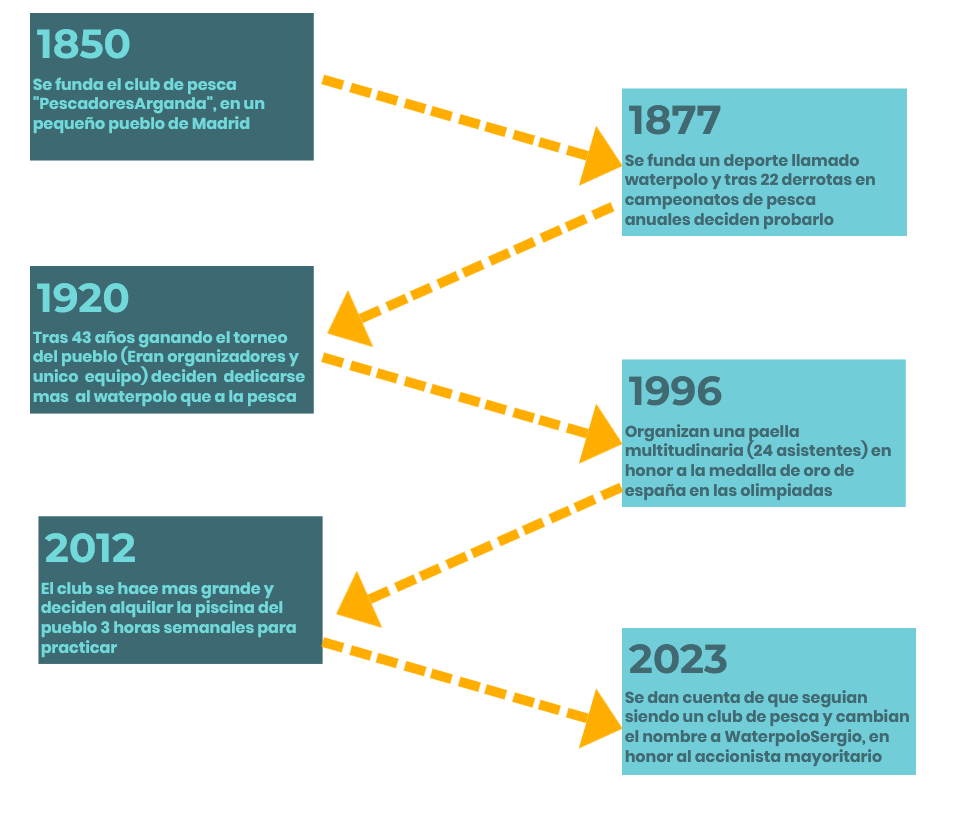 1850
Se funda el club de pesca
"PescadoresArganda", en un
pequeño pueblo de Madrid
1877
Se funda un deporte llamado
waterpolo y tras 22 derrotas en
campeonatos de pesca
anuales deciden probarlo
1920
Tras 43 años ganando el torneo
del pueblo (Eran organizadores y
unico equipo) deciden dedicarse
mas al waterpolo que a la pesca
1996
Organizan una paella
multitudinaria (24 asistentes) en
honor a la medalla de oro de
españa en las olimpiadas
2012
El club se hace mas grande y
deciden alquilar la piscina del
pueblo 3 horas semanales para
practicar
2023
Se dan cuenta de que seguian
siendo un club de pesca y cambian
el nombre a WaterpoloSergio, en
honor al accionista mayoritario